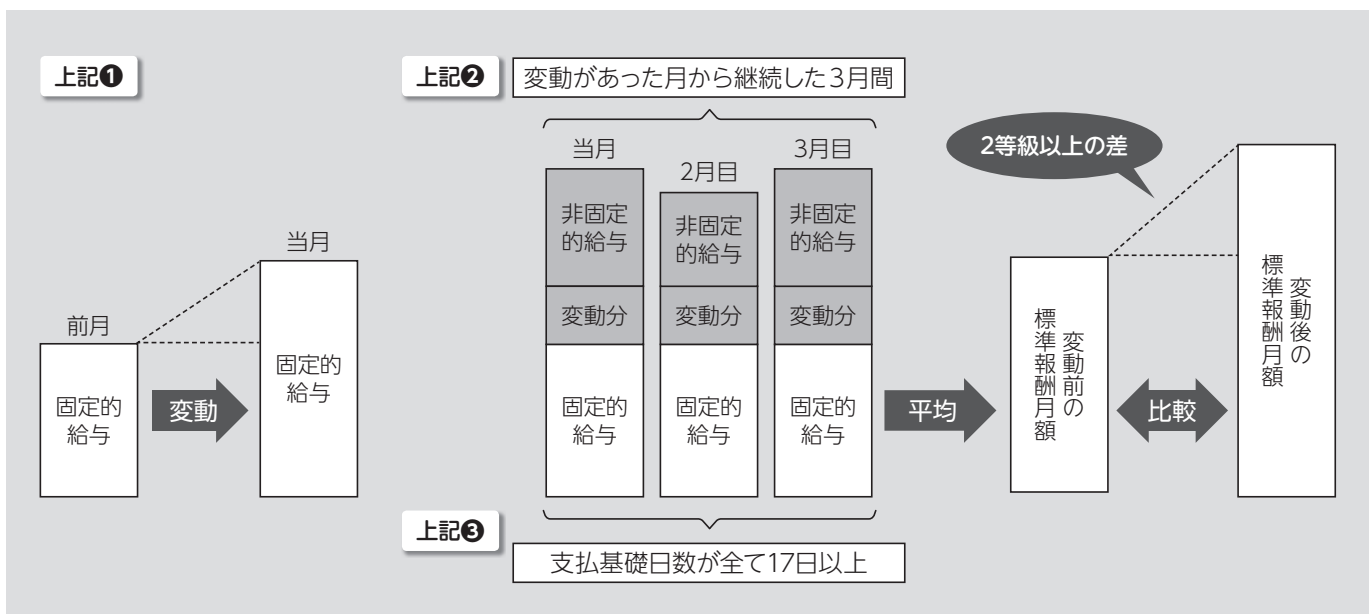 上記❶
前月
固定的
給与
変動
当月
固定的
給与
上記❷
変動があった月から継続した3月間
当月
非固定
的給与
変動分
固定的
給与
2月目
非固定
的給与
変動分
固定的
給与
3月目
非固定
的給与
変動分
固定的
給与
上記❸
支払基礎日数が全て17日以上
平均
2等級以上の差
変動前の
標準報酬月額
比較
変動後の
標準報酬月額